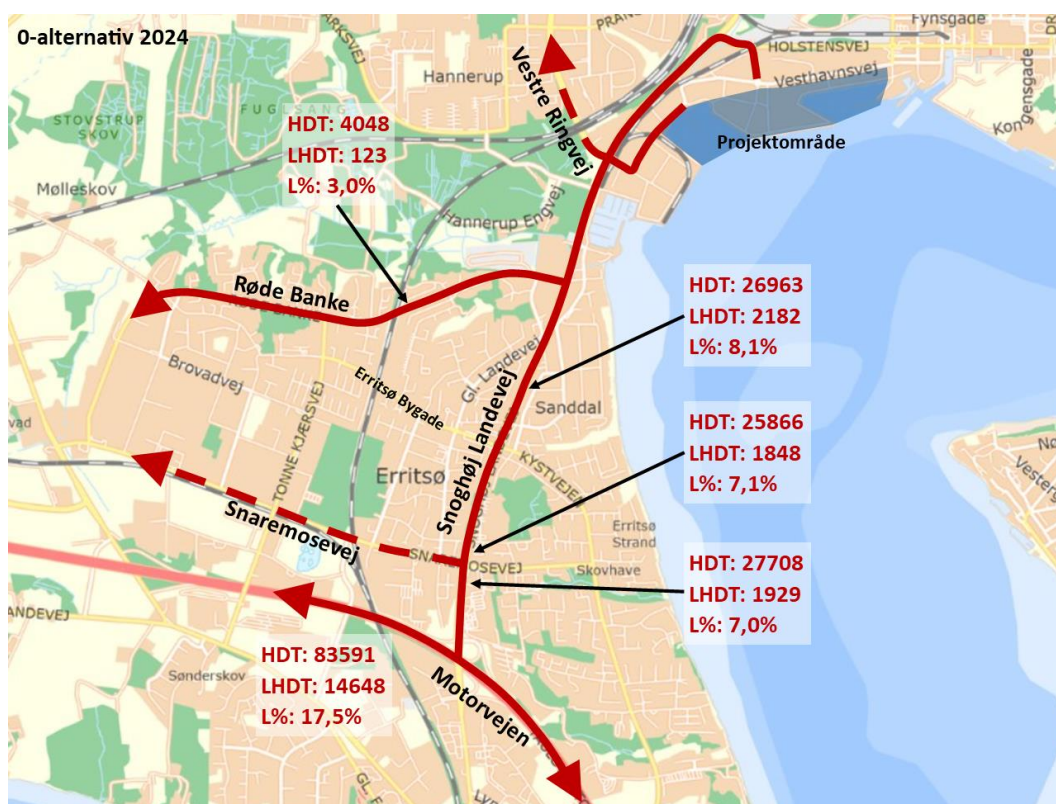 0-alternativ 2024
Hannerup
Vestre Ringvej
HOLSTENSVEJ
Fynsgade
Vesthavnsvej
Kongensgade
FUGLSANG
STOVSTRUP
SKOV
HDT: 4048
LHDT: 123
L%: 3,0%
Projektområde
Mølleskov
Hannerup Engvej
Røde Banke
HDT: 26963
LHDT: 2182
L%: 8,1%
Brovadvej
Gl. Landevej
Erritsø Bygade
Sanddal
Snoghøj Landevej
TONNE KJÆRSVEJ
Erritsø
KYSTVEJEN
HDT: 25866
LHDT: 1848
L%: 7,1%
Erritsø
Strand
Snaremosevej
Skovhave
HDT: 27708
LHDT: 1929
L%: 7,0%
ANDEVEJ
HDT: 83591
LHDT: 14648
L%: 17,5%
Sønderskov
Motorvejen